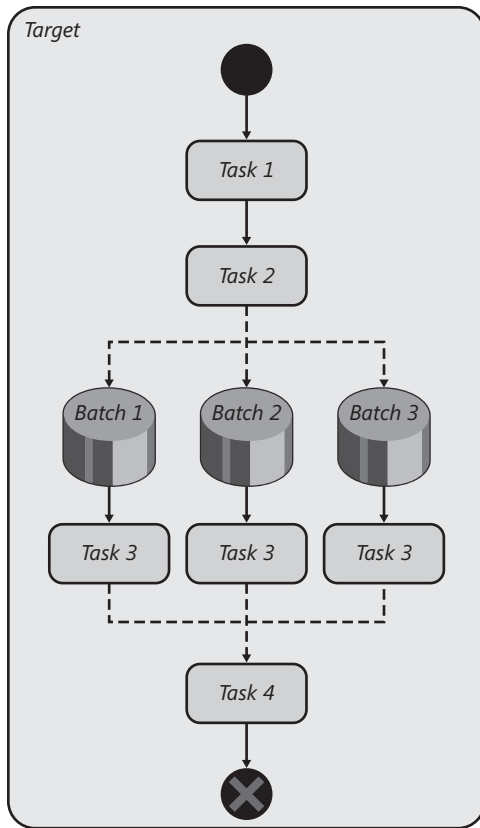 Target
Task 1
Task 2
Batch 1
Batch 2
Batch 3
Task 3
Task 3
Task 3
Task 4